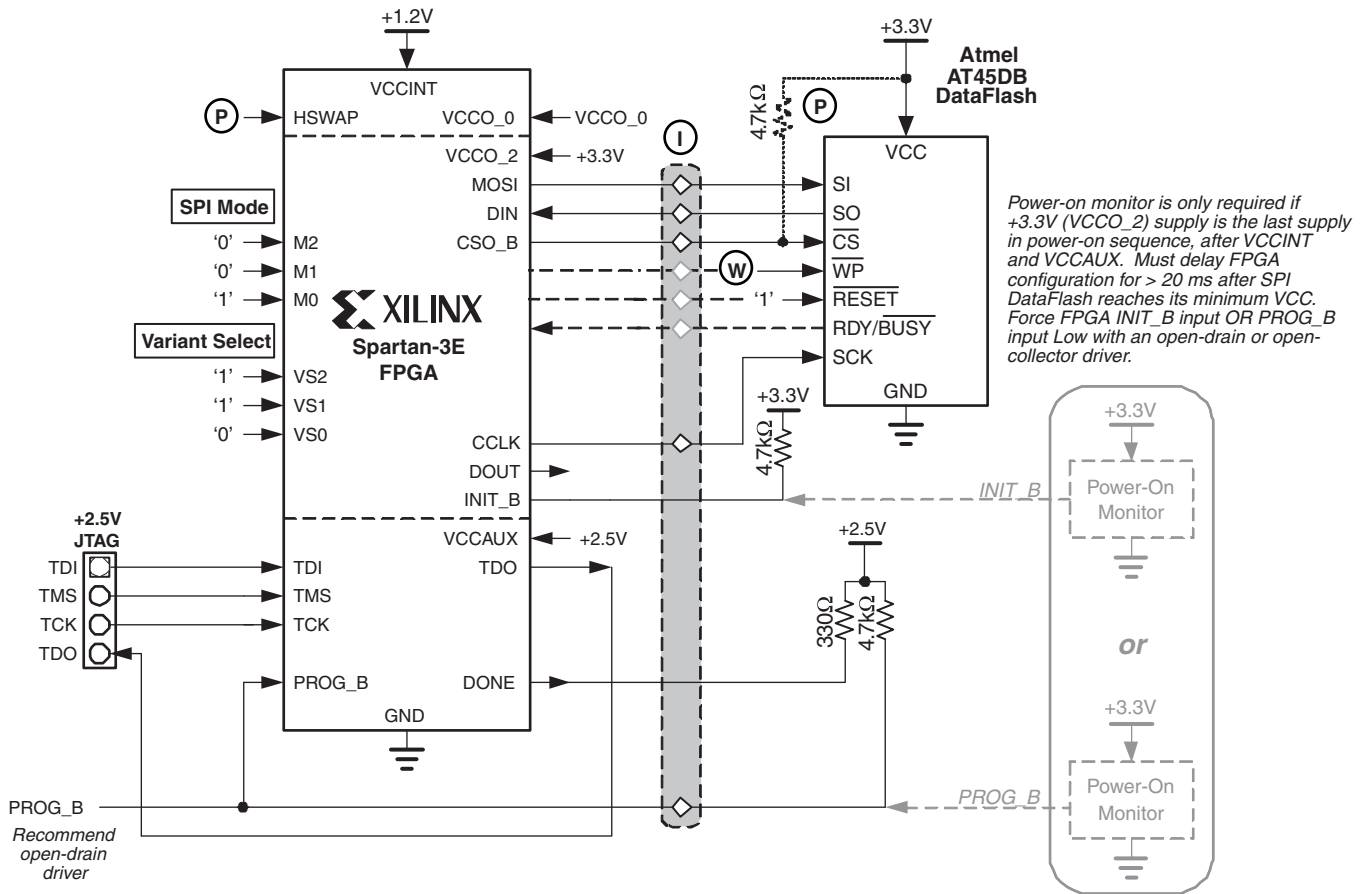 +1.2V
VCCINT
P
HSWAP
VCCO_0
VCCO_0
VCCO_2
+3.3V
MOSI
DIN
CSO_B
SPI Mode
'0'
M2
'0'
M1
'1'
M0
XILINX
Spartan-3E
FPGA
Variant Select
'1'
VS2
'1'
VS1
'0'
VS0
CCLK
DOUT
INIT_B
+2.5V
JTAG
TDI
TMS
TCK
TDO
TDI
TMS
TCK
VCCAUX
+2.5V
TDO
PROG_B
DONE
GND
PROG_B
Recommend
open-drain
driver
I
W
'1'
+3.3V
4.7kΩ
P
Atmel
AT45DB
DataFlash
VCC
SI
SO
CS
WP
RESET
RDY/BUSY
SCK
GND
+3.3V
4.7kΩ
+2.5V
330Ω
4.7kΩ
Power-on monitor is only required if
+3.3V (VCCO_2) supply is the last supply
in power-on sequence, after VCCINT
and VCCAUX. Must delay FPGA
configuration for > 20 ms after SPI
DataFlash reaches its minimum VCC.
Force FPGA INIT_B input OR PROG_B
input Low with an open-drain or open-
collector driver.
+3.3V
INIT_B
Power-On
Monitor
or
+3.3V
PROG_B
Power-On
Monitor